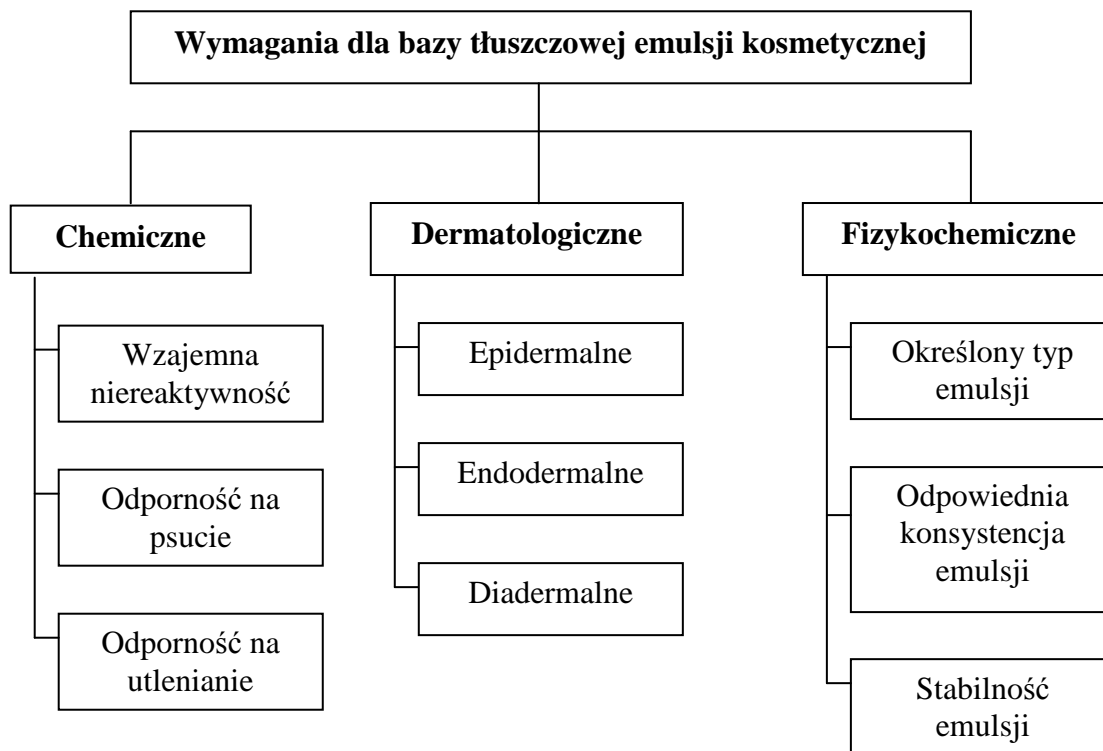 Wymagania dla bazy tłuszczowej emulsji kosmetycznej
Chemiczne
Wzajemna
niereaktywność
Odporność na
psucie
Odporność na
utlenianie
Dermatologiczne
Epidermalne
Endodermalne
Diadermalne
Fizykochemiczne
Określony typ
emulsji
Odpowiednia
konsystencja
emulsji
Stabilność
emulsji